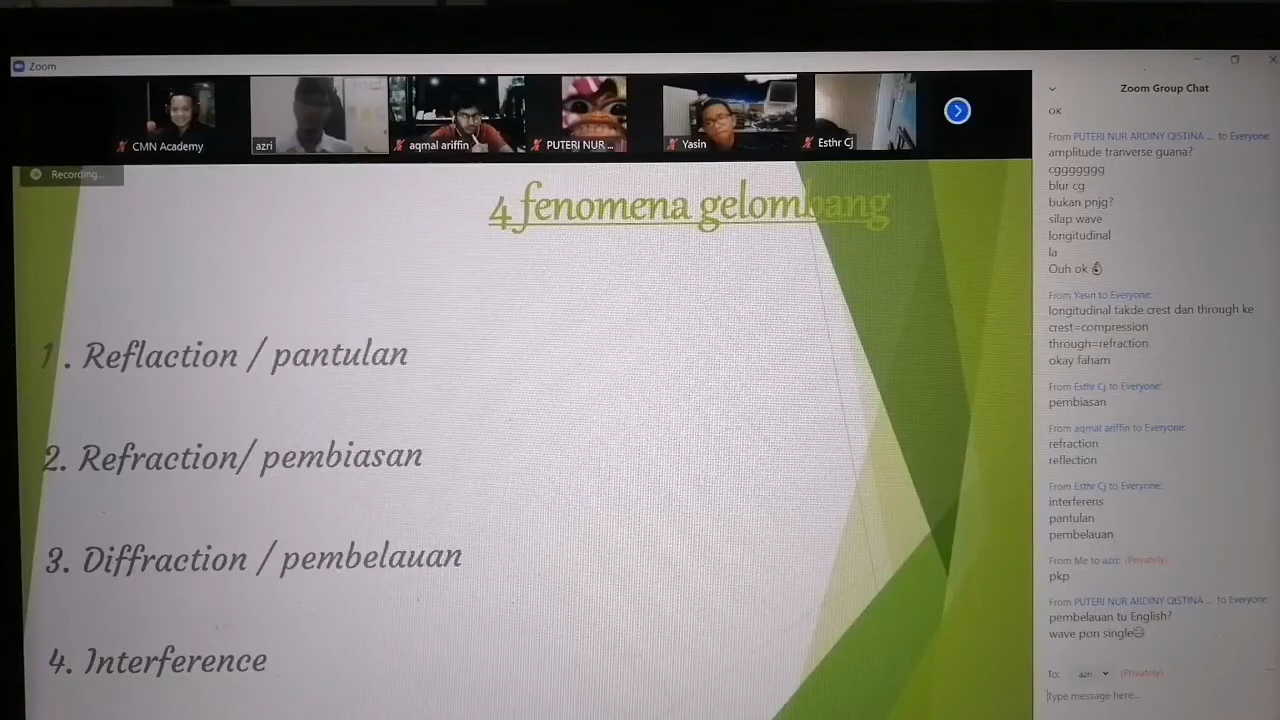 Zoom
CMN Academy
azri
aqmal ariffin
PUTERI NUR ...
Yasin
Esthr Cj
Recording...
4 fenomena gelombang
1 . Reflaction / pantulan
2. Refraction/ pembiasan
3. Diffraction / pembelauan
4. Interference
Zoom Group Chat
OK
From PUTERI NUR ARDINY QISTINA ... to Everyone:
amplitude tranverse guana?
cggggggg
blur cg
bukan pnjg?
silap wave
longitudinal
la
Ouh ok👌
From Yasin to Everyone:
longitudinal takde crest dan through ke
crest=compression
through=refraction
okay faham
From Esthr Cj to Everyone:
pembiasan
From aqmal ariffin to Everyone:
refraction
reflection
From Esthr Cj to Everyone:
interferens
pantulan
pembelauan
From Me to azri: (Privately)
pkp
From PUTERI NUR ARDINY QISTINA ... to Everyone:
pembelauan tu English?
wave pon single
To: azri (Privately)
Type message here...